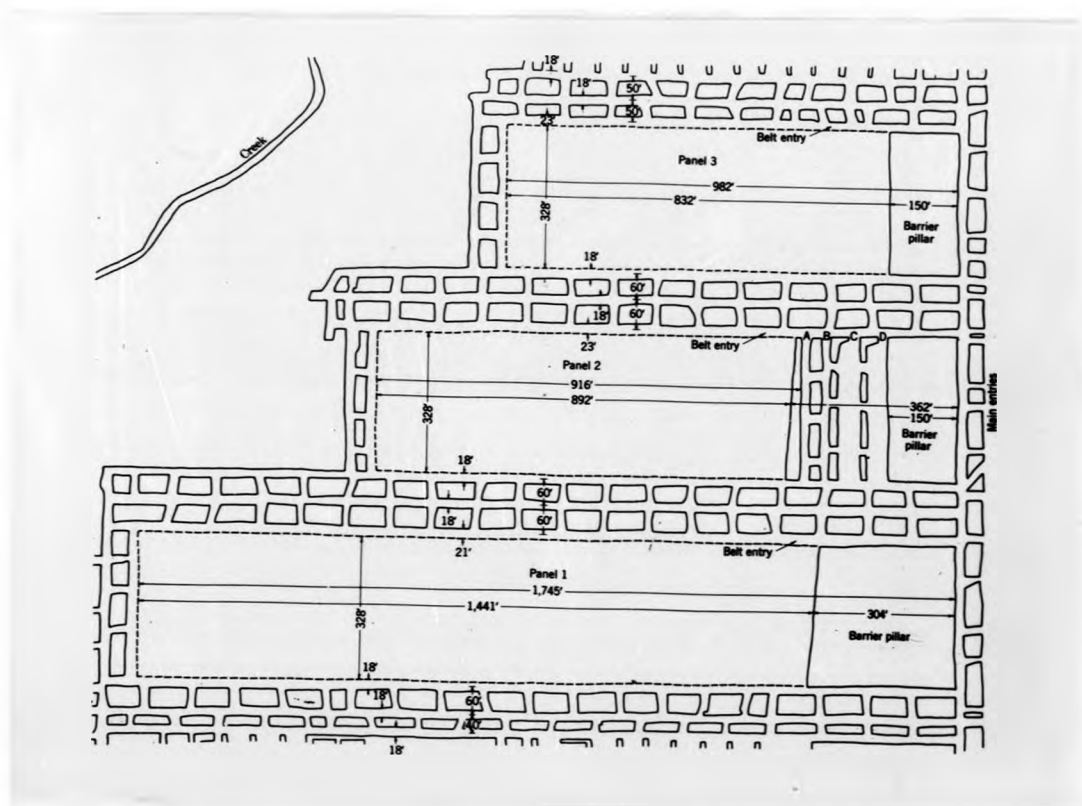 18'
18'
50'
50'
23'
Belt entry
Creek
Panel 3
982'
832'
150'
328'
Barrier
pillar
18'
60'
18'
60'
23'
Belt entry
A
B
C
D
Panel 2
916'
892'
362'
150'
328'
Barrier
pillar
Main entries
18'
60'
18'
60'
21'
Belt entry
Panel 1
1,745'
1,441'
304'
328'
Barrier pillar
18'
18'
60'
40'
18'